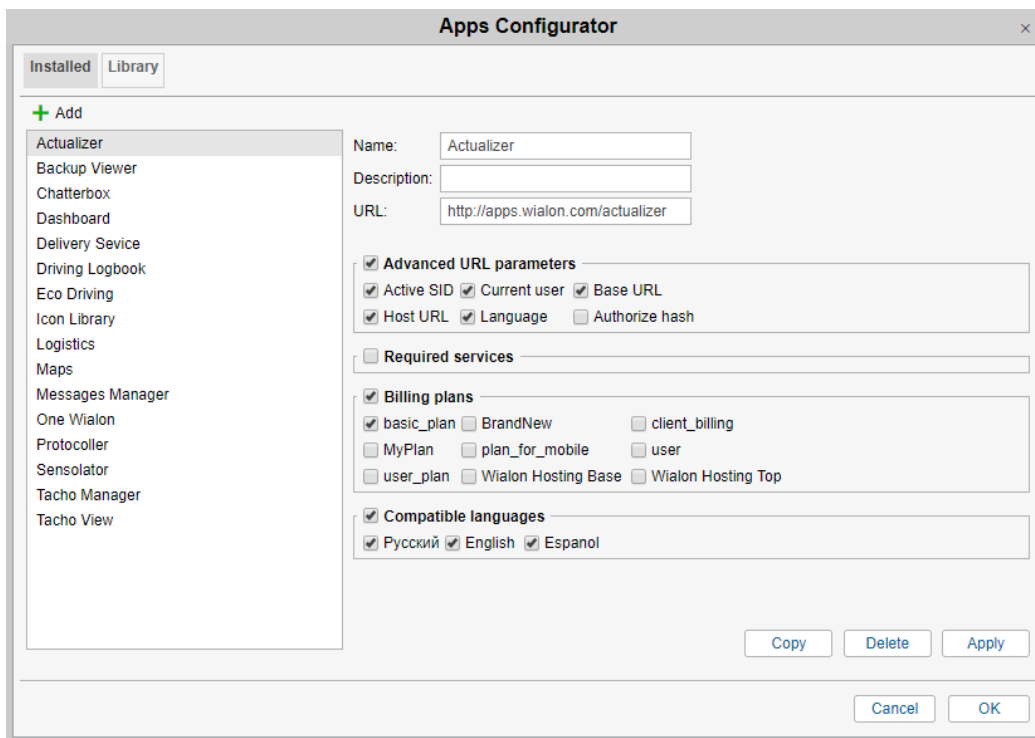 Apps Configurator ×
Installed Library
Add
Actualizer
Backup Viewer
Chatterbox
Dashboard
Delivery Sevice
Driving Logbook
Eco Driving
Icon Library
Logistics
Maps
Messages Manager
One Wialon
Protocoller
Sensolator
Tacho Manager
Tacho View
Name: Actualizer
Description:
URL: http://apps.wialon.com/actualizer
Advanced URL parameters
Active SID Current user Base URL
Host URL Language Authorize hash
Required services
Billing plans
basic_plan BrandNew client_billing
MyPlan plan_for_mobile user
user_plan Wialon Hosting Base Wialon Hosting Top
Compatible languages
Русский English Espanol
Copy Delete Apply
Cancel OK